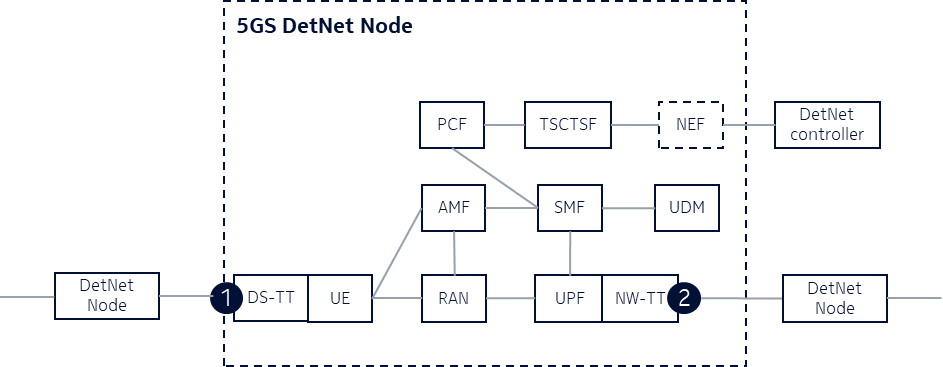 5GS DetNet Node
PCF
TSCTSF
NEF
DetNet
controller
AMF
SMF
UDM
DetNet
Node
1
DS-TT
UE
RAN
UPF
NW-TT
2
DetNet
Node